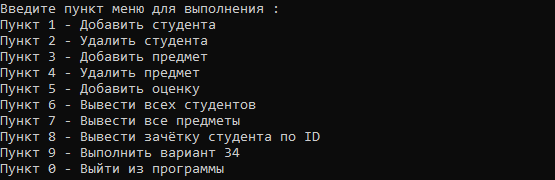 Введите пункт меню для выполнения :
Пункт 1 - Добавить студента
Пункт 2 - Удалить студента
Пункт 3 - Добавить предмет
Пункт 4 - Удалить предмет
Пункт 5 - Добавить оценку
Пункт 6 - Вывести всех студентов
Пункт 7 - Вывести все предметы
Пункт 8 - Вывести зачётку студента по ID
Пункт 9 - Выполнить вариант 34
Пункт 0 - Выйти из программы